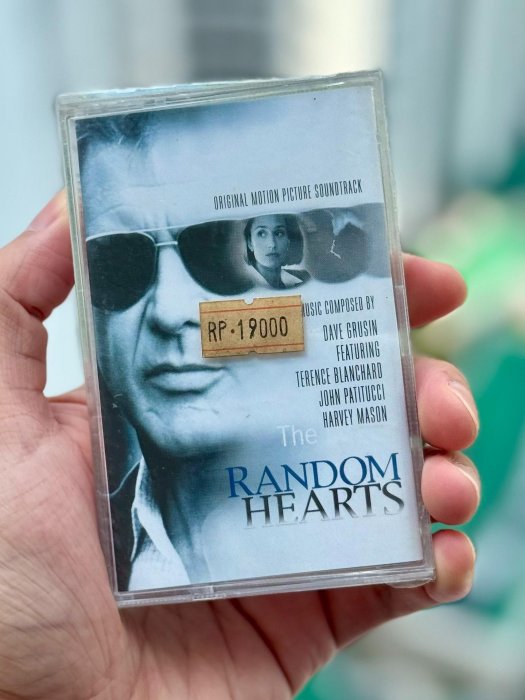 ORIGINAL MOTION PICTURE SOUNDTRACK
RP·19000
MUSIC COMPOSED BY
DAVE GRUSIN
FEATURING
TERENCE BLANCHARD
JOHN PATITUCCI
HARVEY MASON
The
RANDOM
HEARTS